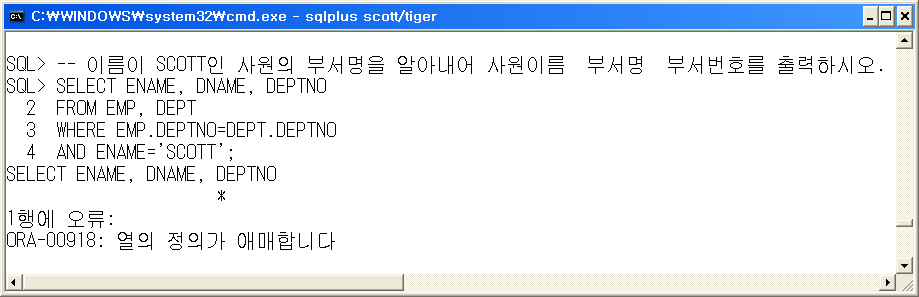 C:\WINDOWS\system32\cmd.exe - sqlplus scott/tiger
SQL> -- 이름이 SCOTT인 사원의 부서명을 알아내어 사원이름  부서명  부서번호를 출력하시오.
SQL> SELECT ENAME, DNAME, DEPTNO
  2  FROM EMP, DEPT
  3  WHERE EMP.DEPTNO=DEPT.DEPTNO
  4  AND ENAME='SCOTT';
SELECT ENAME, DNAME, DEPTNO
                     *
1행에 오류:
ORA-00918: 열의 정의가 애매합니다